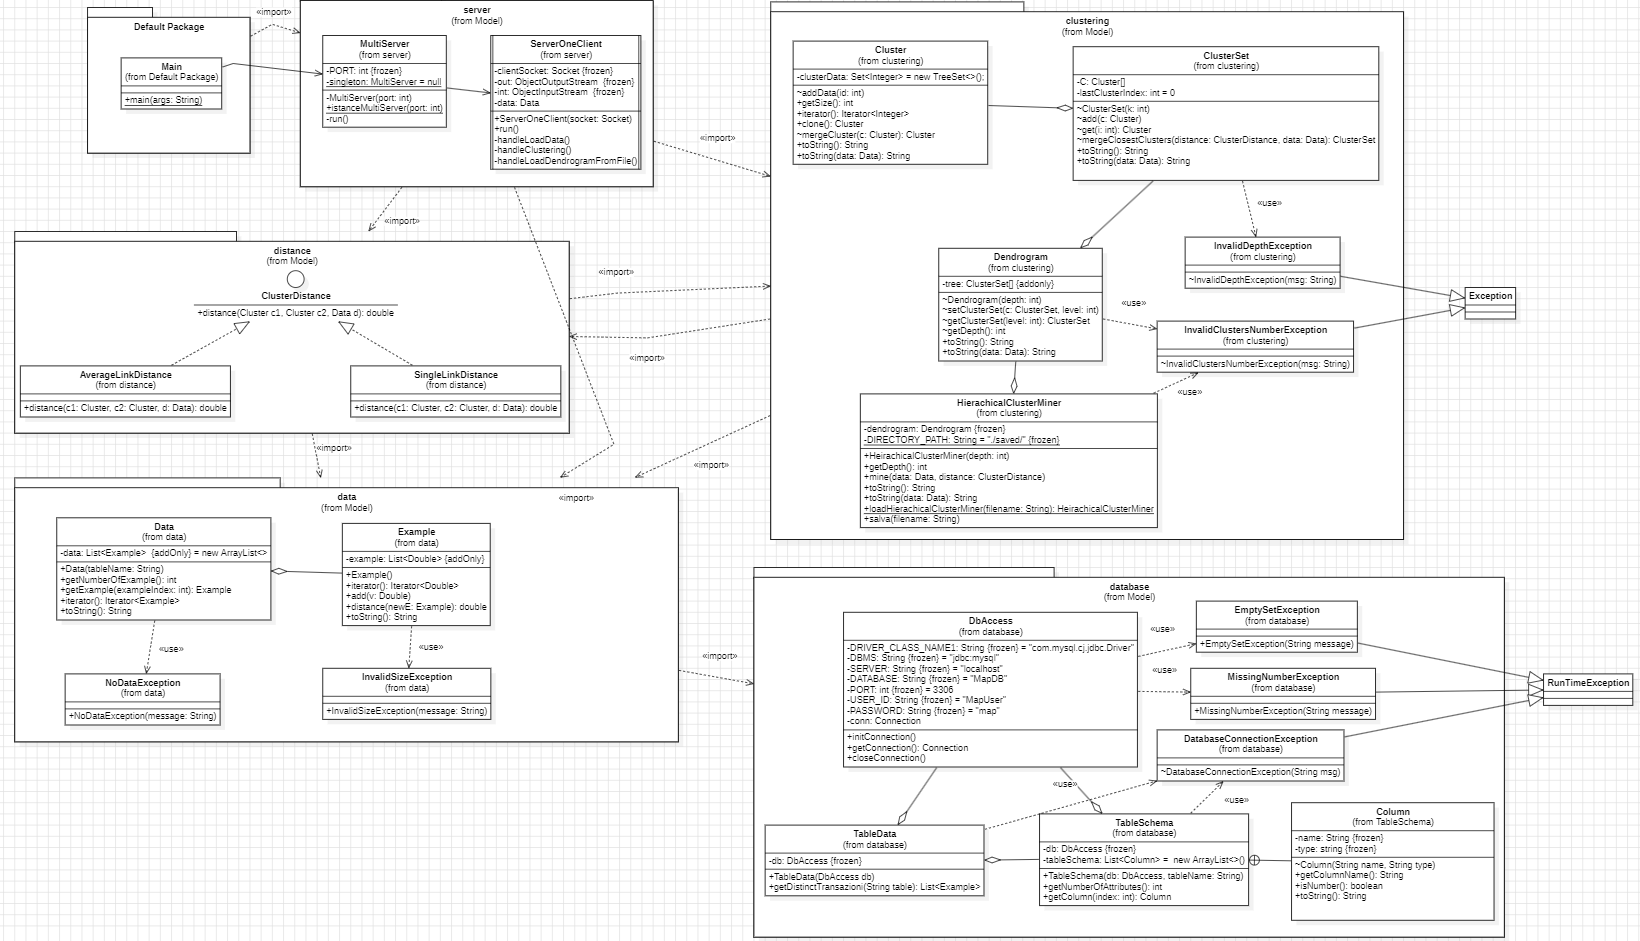 «import»
Default Package
Main
(from Default Package)
+main(args: String)
server
(from Model)
MultiServer
(from server)
-PORT: int {frozen}
-singleton: MultiServer = null
-MultiServer(port: int)
+istanceMultiServer(port: int)
-run()
ServerOneClient
(from server)
-clientSocket: Socket {frozen}
-out: ObjectOutputStream  {frozen}
-int: ObjectInputStream  {frozen}
-data: Data
+ServerOneClient(socket: Socket)
+run()
-handleLoadData()
-handleClustering()
-handleLoadDendrogramFromFile()
«import»
«import»
clustering
(from Model)
Cluster
(from clustering)
-clusterData: Set<Integer> = new TreeSet<>();
~addData(id: int)
+getSize(): int
+iterator(): Iterator<Integer>
+clone(): Cluster
~mergeCluster(c: Cluster): Cluster
+toString(): String
+toString(data: Data): String
ClusterSet
(from clustering)
-C: Cluster[]
-lastClusterIndex: int = 0
~ClusterSet(k: int)
~add(c: Cluster)
~get(i: int): Cluster
~mergeClosestClusters(distance: ClusterDistance, data: Data): ClusterSet
+toString(): String
+toString(data: Data): String
«use»
InvalidDepthException
(from clustering)
~InvalidDepthException(msg: String)
Dendrogram
(from clustering)
-tree: ClusterSet[] {addonly}
~Dendrogram(depth: int)
~setClusterSet(c: ClusterSet, level: int)
~getClusterSet(level: int): ClusterSet
~getDepth(): int
+toString(): String
+toString(data: Data): String
«use»
InvalidClustersNumberException
(from clustering)
~InvalidClustersNumberException(msg: String)
Exception
«use»
HierachicalClusterMiner
(from clustering)
-dendrogram: Dendrogram {frozen}
-DIRECTORY_PATH: String = "./saved/" {frozen}
+HeirachicalClusterMiner(depth: int)
+getDepth(): int
+mine(data: Data, distance: ClusterDistance)
+toString(): String
+toString(data: Data): String
+loadHierachicalClusterMiner(filename: String): HeirachicalClusterMiner
+salva(filename: String)
distance
(from Model)
ClusterDistance
+distance(Cluster c1, Cluster c2, Data d): double
AverageLinkDistance
(from distance)
+distance(c1: Cluster, c2: Cluster, d: Data): double
SingleLinkDistance
(from distance)
+distance(c1: Cluster, c2: Cluster, d: Data): double
«import»
«import»
«import»
«import»
«import»
data
(from Model)
Data
(from data)
-data: List<Example>  {addOnly} = new ArrayList<>
+Data(tableName: String)
+getNumberOfExample(): int
+getExample(exampleIndex: int): Example
+iterator(): Iterator<Example>
+toString(): String
Example
(from data)
-example: List<Double> {addOnly}
+Example()
+iterator(): Iterator<Double>
+add(v: Double)
+distance(newE: Example): double
+toString(): String
«use»
«use»
NoDataException
(from data)
+NoDataException(message: String)
InvalidSizeException
(from data)
+InvalidSizeException(message: String)
«import»
database
(from Model)
DbAccess
(from database)
-DRIVER_CLASS_NAME1: String {frozen} = "com.mysql.cj.jdbc.Driver"
-DBMS: String {frozen} = "jdbc:mysql"
-SERVER: String {frozen} = "localhost"
-DATABASE: String {frozen} = "MapDB"
-PORT: int {frozen} = 3306
-USER_ID: String {frozen} = "MapUser"
-PASSWORD: String {frozen} = "map"
-conn: Connection
+initConnection()
+getConnection(): Connection
+closeConnection()
«use»
EmptySetException
(from database)
+EmptySetException(String message)
«use»
MissingNumberException
(from database)
+MissingNumberException(String message)
RunTimeException
DatabaseConnectionException
(from database)
~DatabaseConnectionException(String msg)
«use»
«use»
TableData
(from database)
-db: DbAccess {frozen}
+TableData(DbAccess db)
+getDistinctTransazioni(String table): List<Example>
TableSchema
(from database)
-db: DbAccess {frozen}
-tableSchema: List<Column> =  new ArrayList<>()
+TableSchema(db: DbAccess, tableName: String)
+getNumberOfAttributes(): int
+getColumn(index: int): Column
Column
(from TableSchema)
-name: String {frozen}
-type: string {frozen}
~Column(String name, String type)
+getColumnName(): String
+isNumber(): boolean
+toString(): String